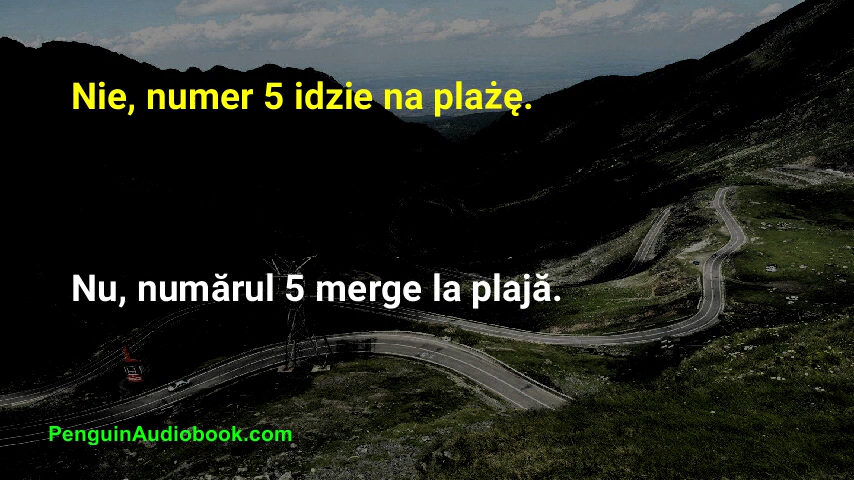 Nie, numer 5 idzie na plażę.
Nu, numărul 5 merge la plajă.
PenguinAudiobook.com